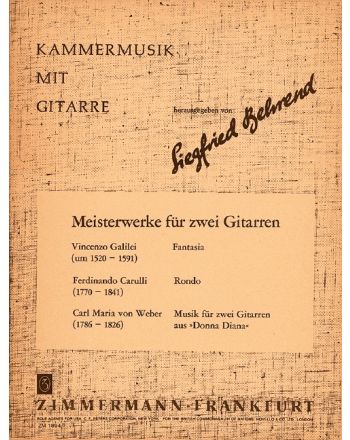 KAMMERMUSIK
MIT
GITARRE
herausgegeben von
Siegfried Behrend
Meisterwerke für zwei Gitarren
Vincenzo Galilei Fantasia
(um 1520 – 1591)
Ferdinando Carulli Rondo
(1770 – 1841)
Carl Maria von Weber Musik für zwei Gitarren
(1786 – 1826) aus »Donna Diana«
ZIMMERMANN · FRANKFURT